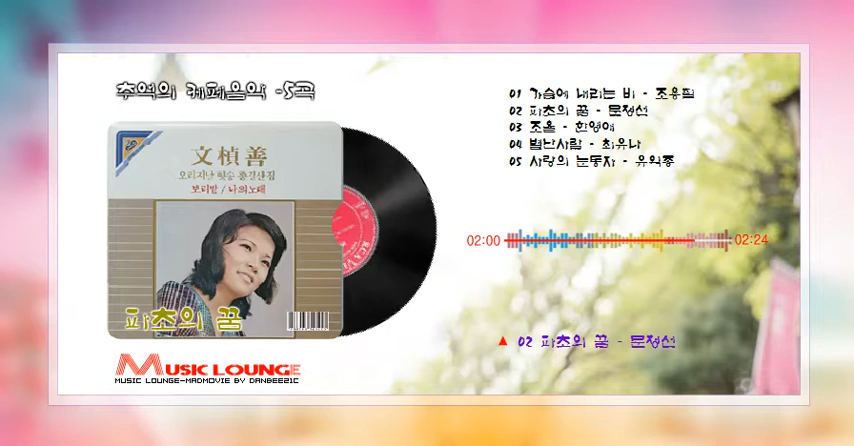 추억의 카페음악 -5곡
文楨善
오리지날 힛송 총결산집
보리밭 / 나의노래
파초의 꿈
MUSIC LOUNGE
MUSIC LOUNGE-MADMOVIE BY DANBEE21C
01 가슴에 내리는 비 - 조용필
02 파초의 꿈 - 문정선
03 조율 - 한영애
04 별난사람 - 최유나
05 사랑의 눈동자 - 유익종
02:00
02:24
▲ 02 파초의 꿈 - 문정선